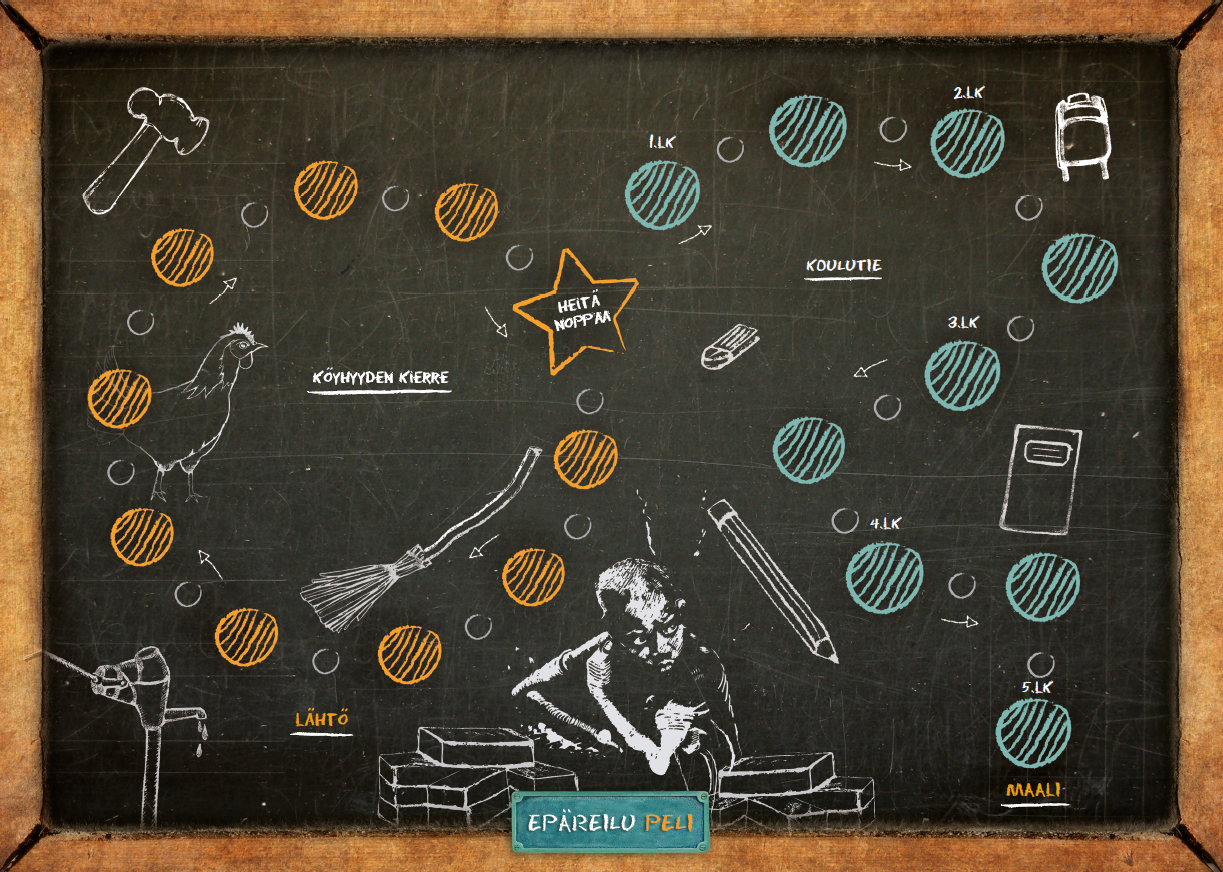 2.LK
1.LK
KOULUTIE
HEITÄ
NOPPAA
3.LK
KÖYHYYDEN KIERRE
4.LK
5.LK
LÄHTÖ
MAALI
EPÄREILU PELI